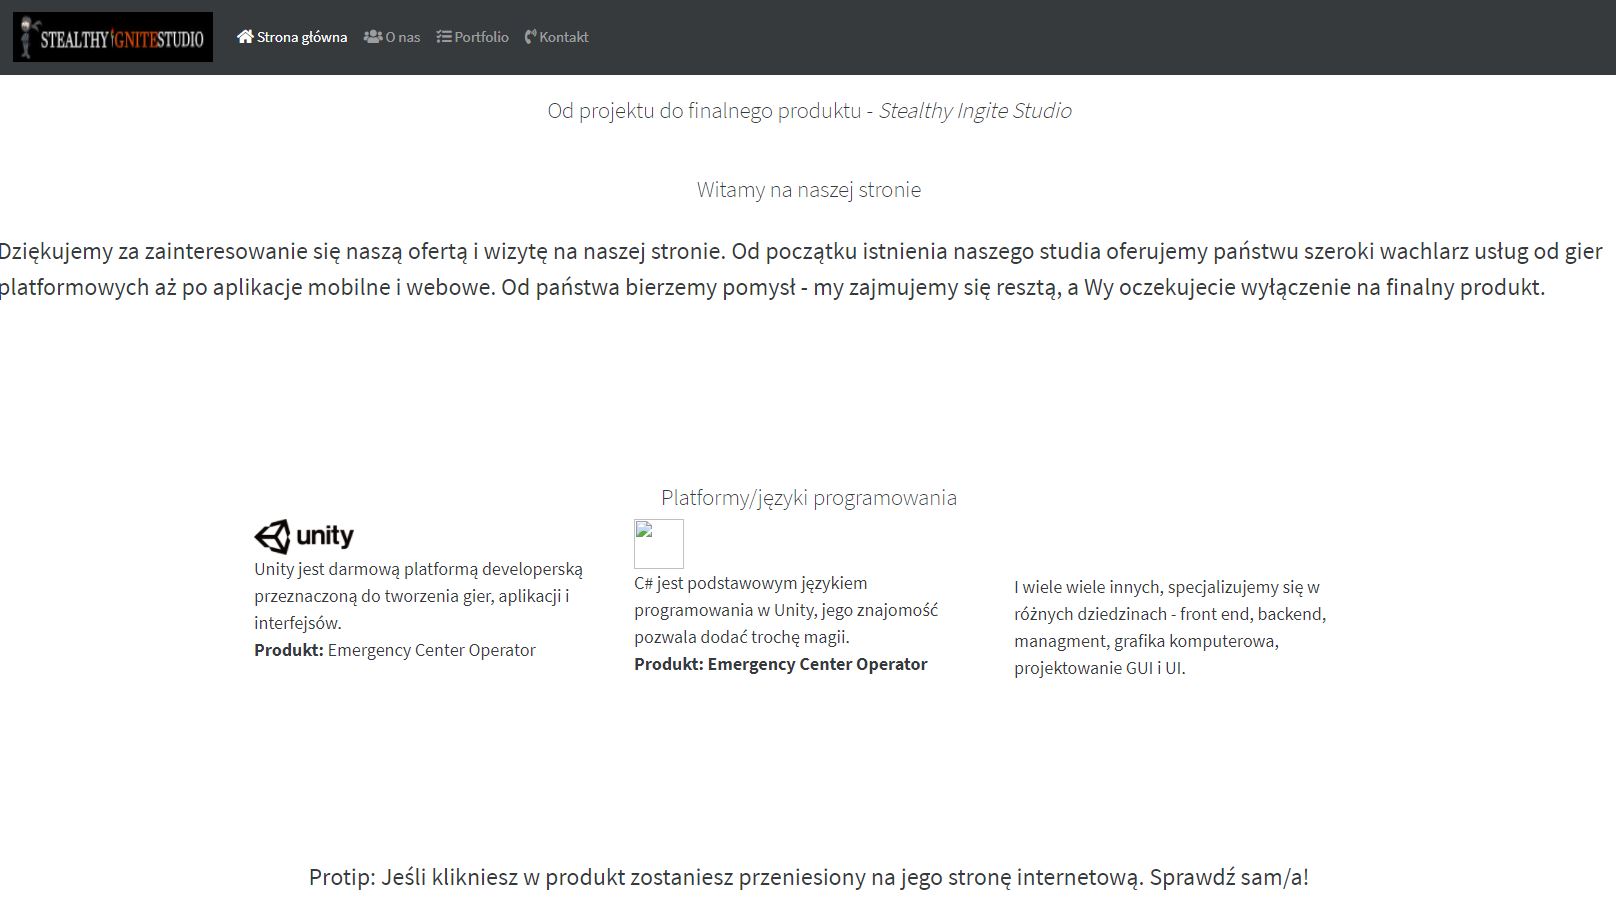 STEALTHYIGNITESTUDIO
Strona główna
O nas
Portfolio
Kontakt
Od projektu do finalnego produktu - Stealthy Ingite Studio
Witamy na naszej stronie
Dziękujemy za zainteresowanie się naszą ofertą i wizytę na naszej stronie. Od początku istnienia naszego studia oferujemy państwu szeroki wachlarz usług od gier
platformowych aż po aplikacje mobilne i webowe. Od państwa bierzemy pomysł - my zajmujemy się resztą, a Wy oczekujecie wyłączenie na finalny produkt.
Platformy/języki programowania
unity
Unity jest darmową platformą developerską
przeznaczoną do tworzenia gier, aplikacji i
interfejsów.
Produkt: Emergency Center Operator
C# jest podstawowym językiem
programowania w Unity, jego znajomość
pozwala dodać trochę magii.
Produkt: Emergency Center Operator
I wiele wiele innych, specjalizujemy się w
różnych dziedzinach - front end, backend,
managment, grafika komputerowa,
projektowanie GUI i UI.
Protip: Jeśli klikniesz w produkt zostaniesz przeniesiony na jego stronę internetową. Sprawdź sam/a!